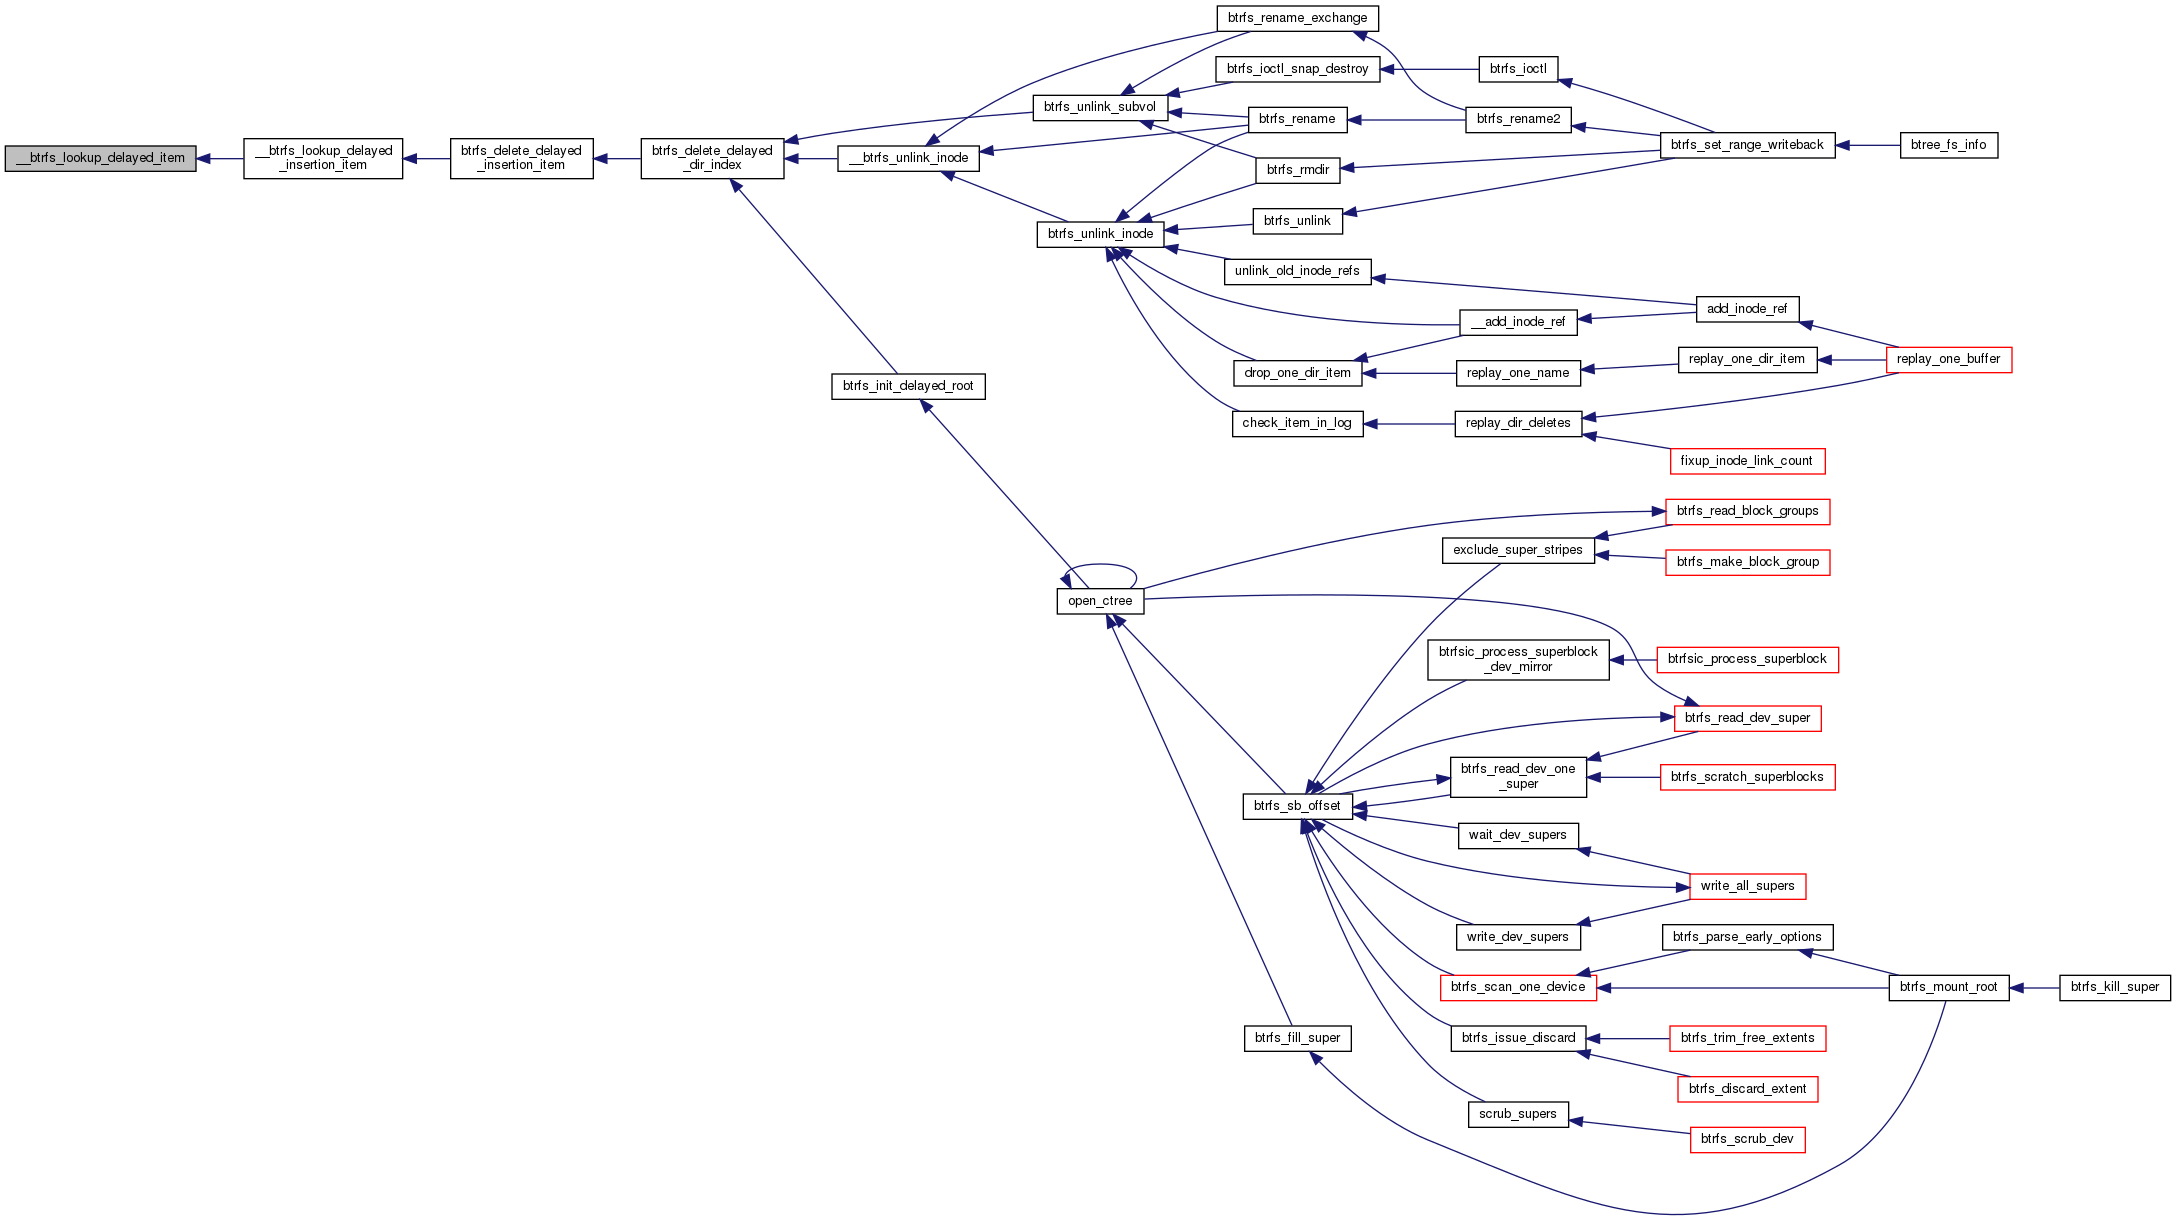 __btrfs_lookup_delayed_item
__btrfs_lookup_delayed
_insertion_item
btrfs_delete_delayed
_insertion_item
btrfs_delete_delayed
_dir_index
btrfs_unlink_subvol
__btrfs_unlink_inode
btrfs_unlink_inode
btrfs_init_delayed_root
open_ctree
btrfs_rename_exchange
btrfs_ioctl_snap_destroy
btrfs_rename
btrfs_rmdir
btrfs_unlink
unlink_old_inode_refs
drop_one_dir_item
check_item_in_log
btrfs_sb_offset
btrfs_fill_super
btrfs_ioctl
btrfs_rename2
__add_inode_ref
replay_one_name
replay_dir_deletes
exclude_super_stripes
btrfsic_process_superblock
_dev_mirror
btrfs_read_dev_one
_super
wait_dev_supers
write_dev_supers
btrfs_scan_one_device
btrfs_issue_discard
scrub_supers
btrfs_set_range_writeback
add_inode_ref
replay_one_dir_item
fixup_inode_link_count
btrfs_read_block_groups
btrfs_make_block_group
btrfsic_process_superblock
btrfs_read_dev_super
btrfs_scratch_superblocks
write_all_supers
btrfs_parse_early_options
btrfs_trim_free_extents
btrfs_discard_extent
btrfs_scrub_dev
btree_fs_info
replay_one_buffer
btrfs_mount_root
btrfs_kill_super